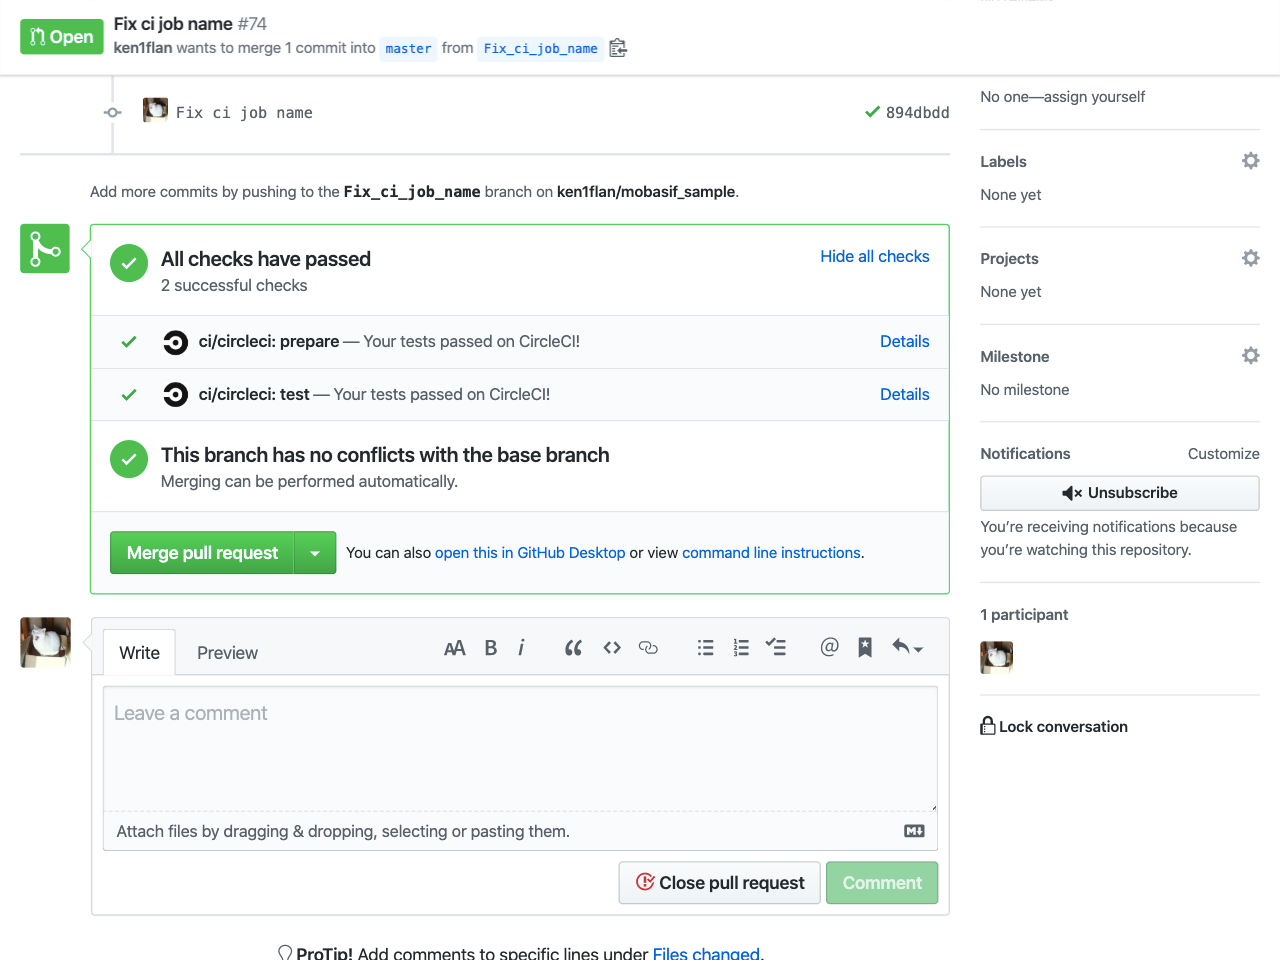 Open
Fix ci job name #74
ken1flan wants to merge 1 commit into master from Fix_ci_job_name
Fix ci job name
894dbdd
Add more commits by pushing to the Fix_ci_job_name branch on ken1flan/mobasif_sample.
All checks have passed
Hide all checks
2 successful checks
ci/circleci: prepare — Your tests passed on CircleCI!
Details
ci/circleci: test — Your tests passed on CircleCI!
Details
This branch has no conflicts with the base branch
Merging can be performed automatically.
Merge pull request
You can also open this in GitHub Desktop or view command line instructions.
Write
Preview
AA B i
@
Leave a comment
Attach files by dragging & dropping, selecting or pasting them.
Close pull request
Comment
ProTip! Add comments to specific lines under Files changed.
No one—assign yourself
Labels
None yet
Projects
None yet
Milestone
No milestone
Notifications
Customize
Unsubscribe
You're receiving notifications because
you're watching this repository.
1 participant
Lock conversation